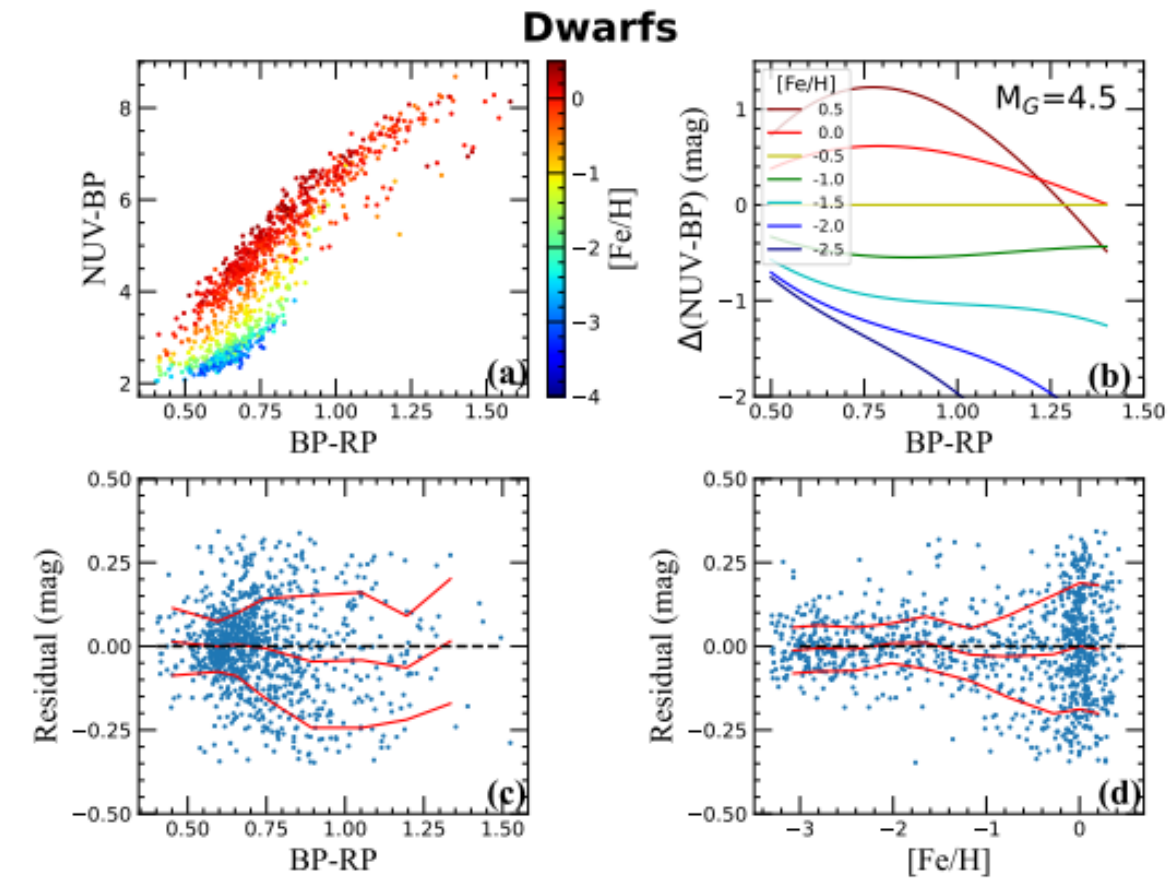 Dwarfs
NUV-BP
8
6
4
2
0.50 0.75 1.00 1.25 1.50
BP-RP
(a)
0
−1
−2
−3
−4
[Fe/H]
Δ(NUV-BP) (mag)
1
0
−1
−2
[Fe/H]
0.5
0.0
-0.5
-1.0
-1.5
-2.0
-2.5
M_G=4.5
(b)
0.50 0.75 1.00 1.25 1.50
BP-RP
Residual (mag)
0.50
0.25
0.00
−0.25
−0.50
(c)
0.50 0.75 1.00 1.25 1.50
BP-RP
Residual (mag)
0.50
0.25
0.00
−0.25
−0.50
(d)
−3 −2 −1 0
[Fe/H]